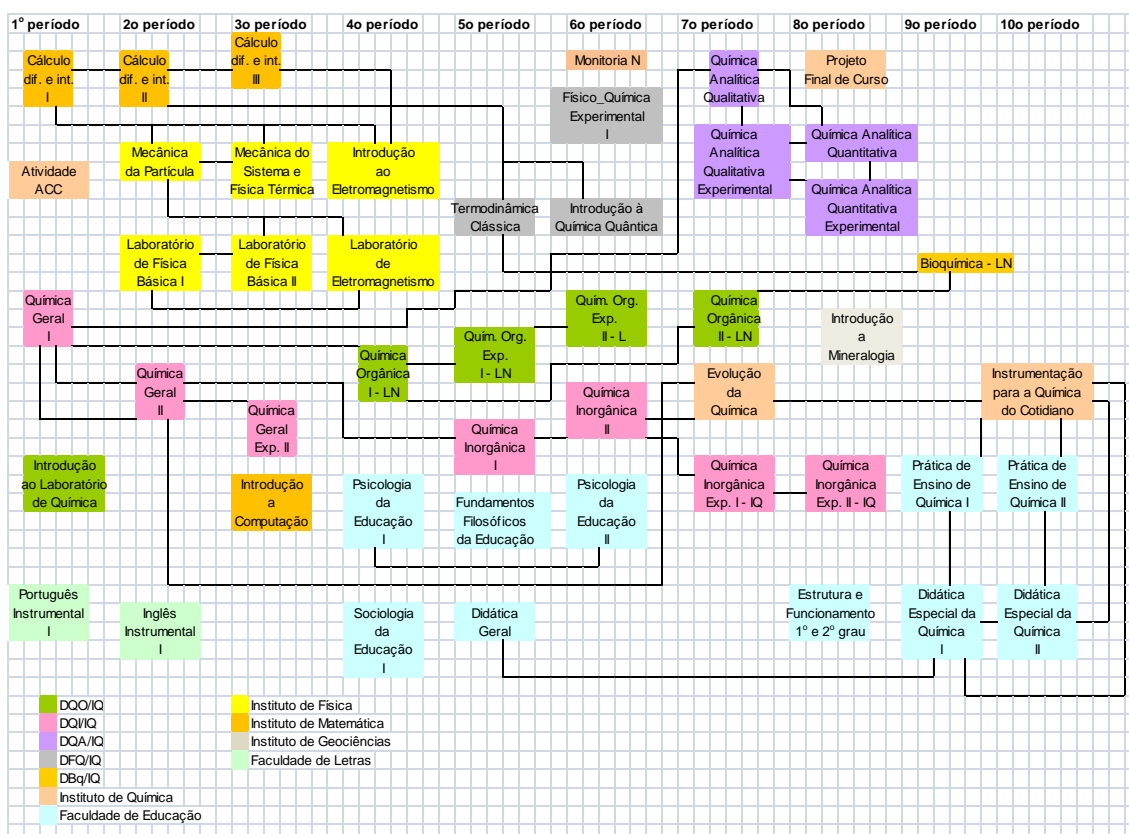 1º período
2o período
3o período
4o período
5o período
6o período
7o período
8o período
9o período
10o período
Cálculo
dif. e int.
I
Cálculo
dif. e int.
II
Cálculo
dif. e int.
III
Monitoria N
Química
Analítica
Qualitativa
Projeto
Final de Curso
Físico_Química
Experimental
I
Atividade
ACC
Mecânica
da Partícula
Mecânica do
Sistema e
Física Térmica
Introdução
ao
Eletromagnetismo
Química
Analítica
Qualitativa
Experimental
Química Analítica
Quantitativa
Química Analítica
Quantitativa
Experimental
Termodinâmica
Clássica
Introdução à
Química Quântica
Laboratório
de Física
Básica I
Laboratório
de Física
Básica II
Laboratório
de
Eletromagnetismo
Bioquímica - LN
Química
Geral
I
Quím. Org.
Exp.
II - L
Química
Orgânica
II - LN
Introdução
a
Mineralogia
Química
Orgânica
I - LN
Quím. Org.
Exp.
I - LN
Química
Geral
II
Química
Geral
Exp. II
Química
Inorgânica
I
Química
Inorgânica
II
Evolução
da
Química
Instrumentação
para a Química
do Cotidiano
Introdução
ao Laboratório
de Química
Introdução
a
Computação
Psicologia
da
Educação
I
Fundamentos
Filosóficos
da Educação
Psicologia
da
Educação
II
Química
Inorgânica
Exp. I - IQ
Química
Inorgânica
Exp. II - IQ
Prática de
Ensino de
Química I
Prática de
Ensino de
Química II
Português
Instrumental
I
Inglês
Instrumental
I
Sociologia
da
Educação
I
Didática
Geral
Estrutura e
Funcionamento
1º e 2º grau
Didática
Especial da
Química
I
Didática
Especial da
Química
II
DQO/IQ
DQI/IQ
DQA/IQ
DFQ/IQ
DBq/IQ
Instituto de Química
Faculdade de Educação
Instituto de Física
Instituto de Matemática
Instituto de Geociências
Faculdade de Letras